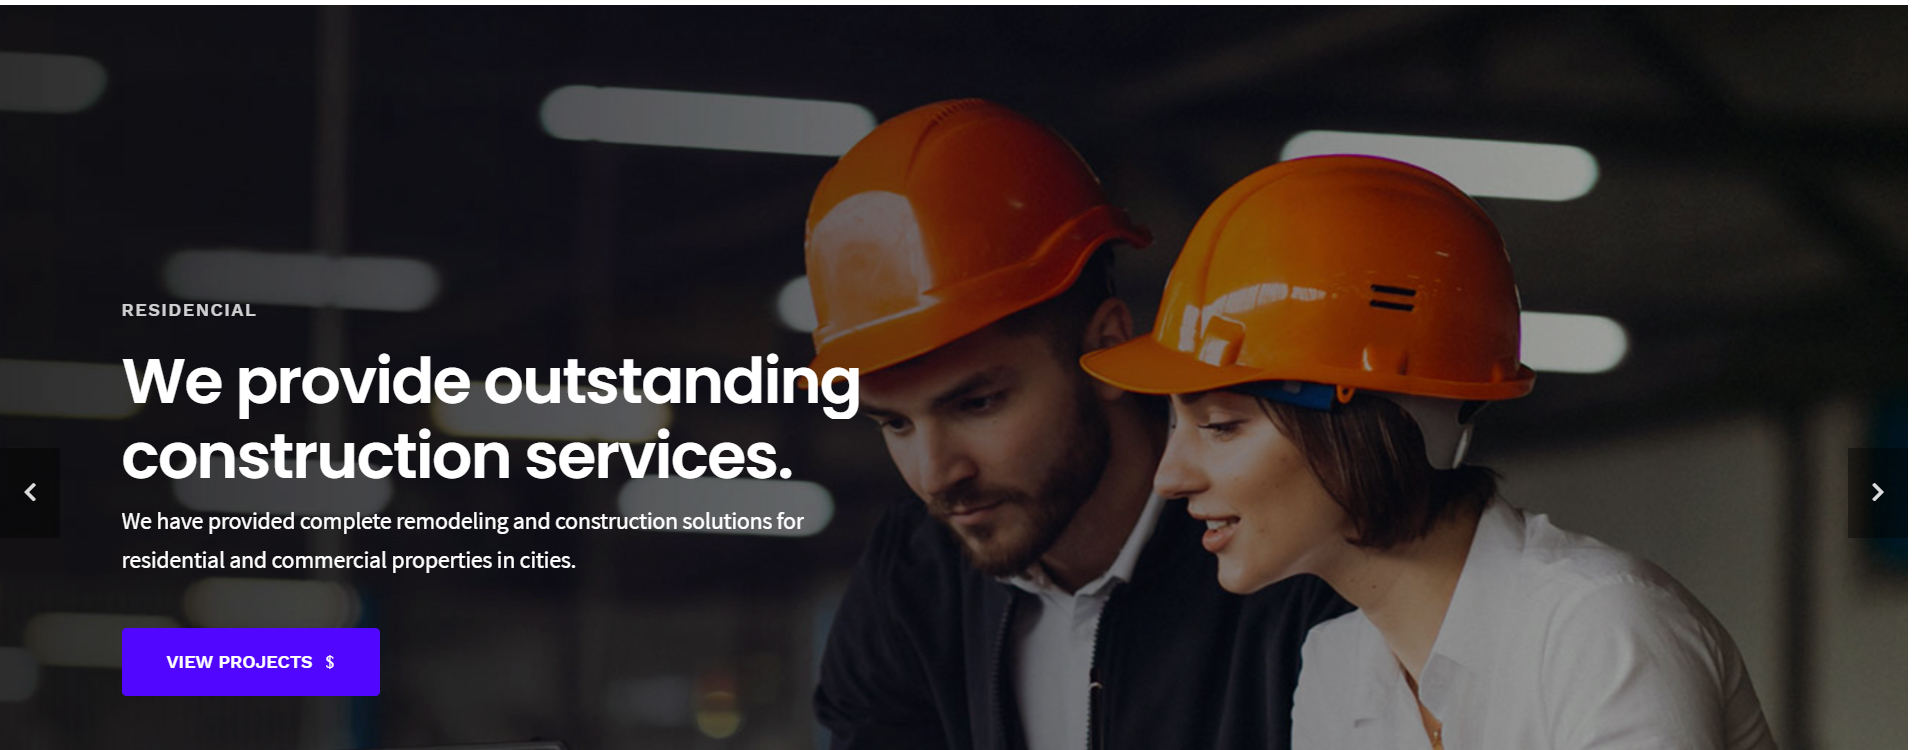 RESIDENCIAL
We provide outstanding
construction services.
We have provided complete remodeling and construction solutions for
residential and commercial properties in cities.
VIEW PROJECTS $